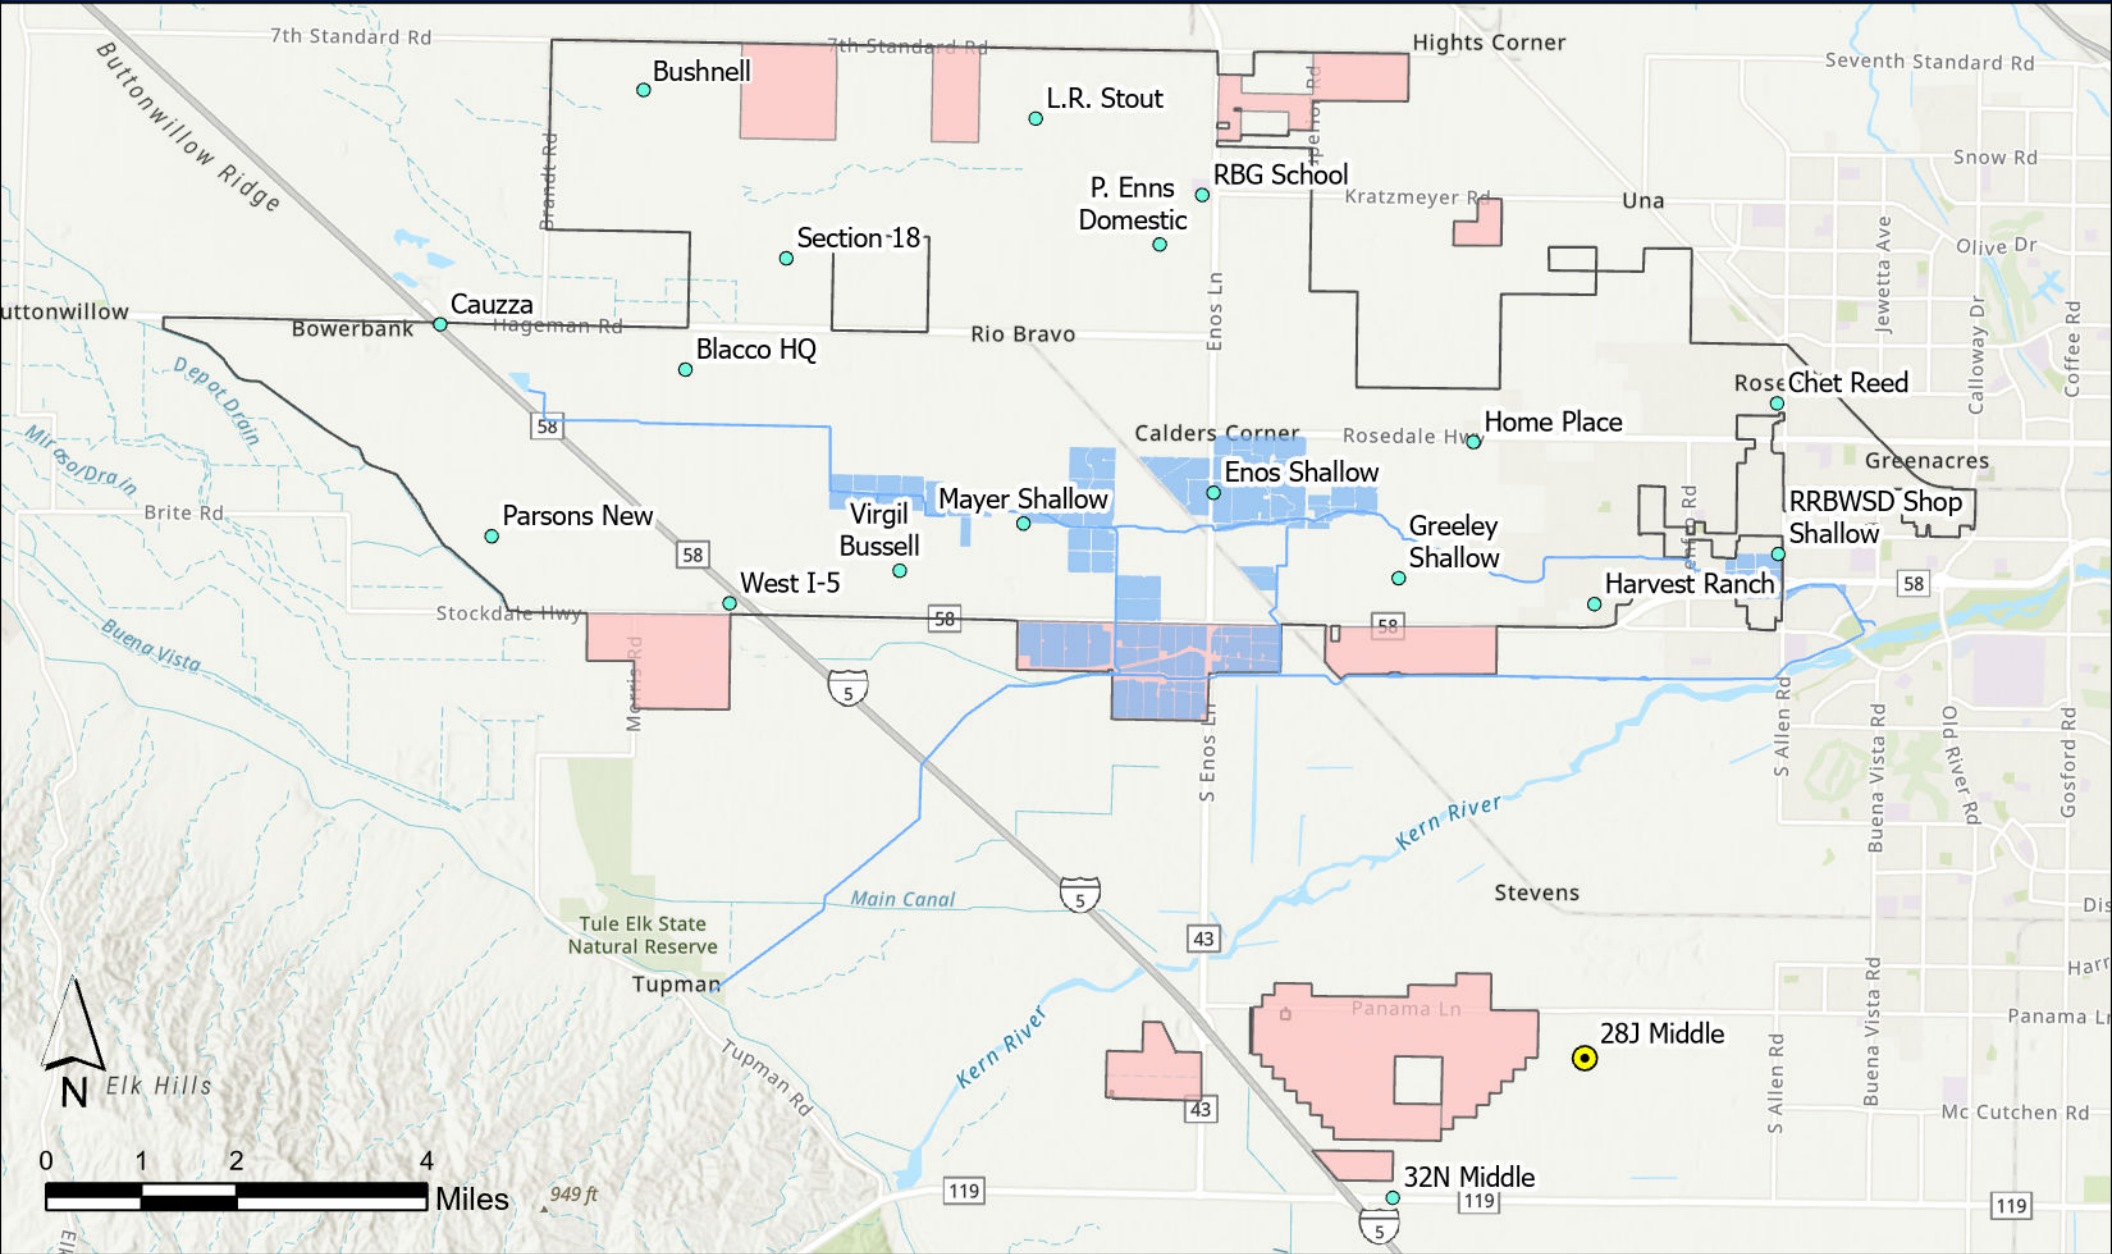 7th Standard Rd
7th Standard Rd
Hights Corner
Seventh Standard Rd
Buttonwillow Ridge
Bushnell
L.R. Stout
Snow Rd
Brandt Rd
RBG School
P. Enns
Domestic
Kratzmeyer Rd
Una
Section 18
Olive Dr
Jewetta Ave
Enos Ln
Calloway Dr
Coffee Rd
Cauzza
uttonwillow
Bowerbank
Hageman Rd
Rio Bravo
Blacco HQ
Depot Drain
Rose
Chet Reed
58
Calders Corner
Rosedale Hwy
Home Place
Greenacres
Enos Shallow
Brite Rd
Parsons New
Mayer Shallow
Virgil
Bussell
RRBWSD Shop
Shallow
Greeley
Shallow
58
West I-5
Harvest Ranch
58
Stockdale Hwy
58
58
Buena Vista
Morris Rd
5
S Enos Ln
S Allen Rd
Buena Vista Rd
Old River Rd
Gosford Rd
Kern River
5
Main Canal
Stevens
Dis
Tule Elk State
Natural Reserve
43
Tupman
Harr
Panama Ln
Panama Ln
Kern River
28J Middle
Tupman Rd
S Allen Rd
Buena Vista Rd
N
Elk Hills
43
Mc Cutchen Rd
0 1 2 4
Miles
949 ft
119
32N Middle
119
119
5
Elk